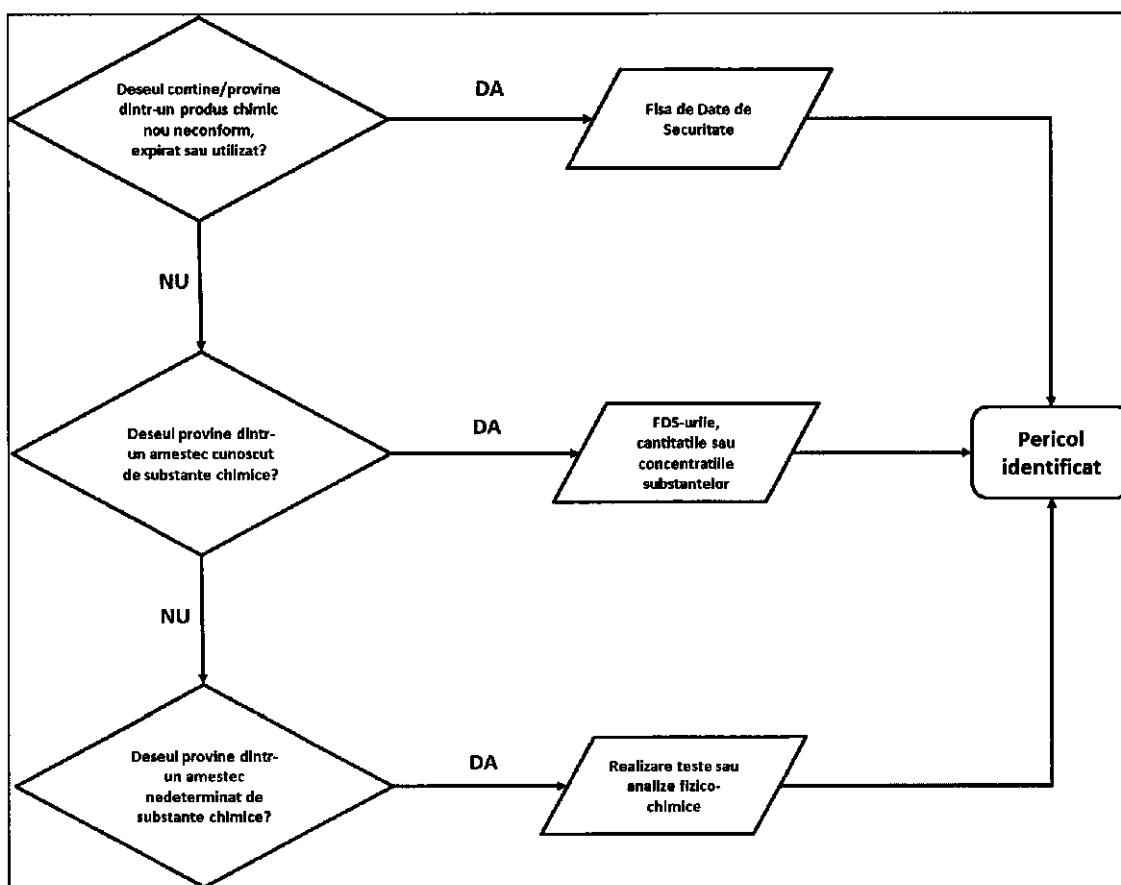 Deseul contine/provine
dintr-un produs chimic
nou neconform,
expirat sau utilizat?
DA
Fisa de Date de
Securitate
NU
Deseul provine dintr-
un amestec cunoscut
de substante chimice?
DA
FDS-urile,
cantitatile sau
concentratiile
substantelor
Pericol
identificat
NU
Deseul provine dintr-
un amestec
nedeterminat de
substante chimice?
DA
Realizare teste sau
analize fizico-
chimice